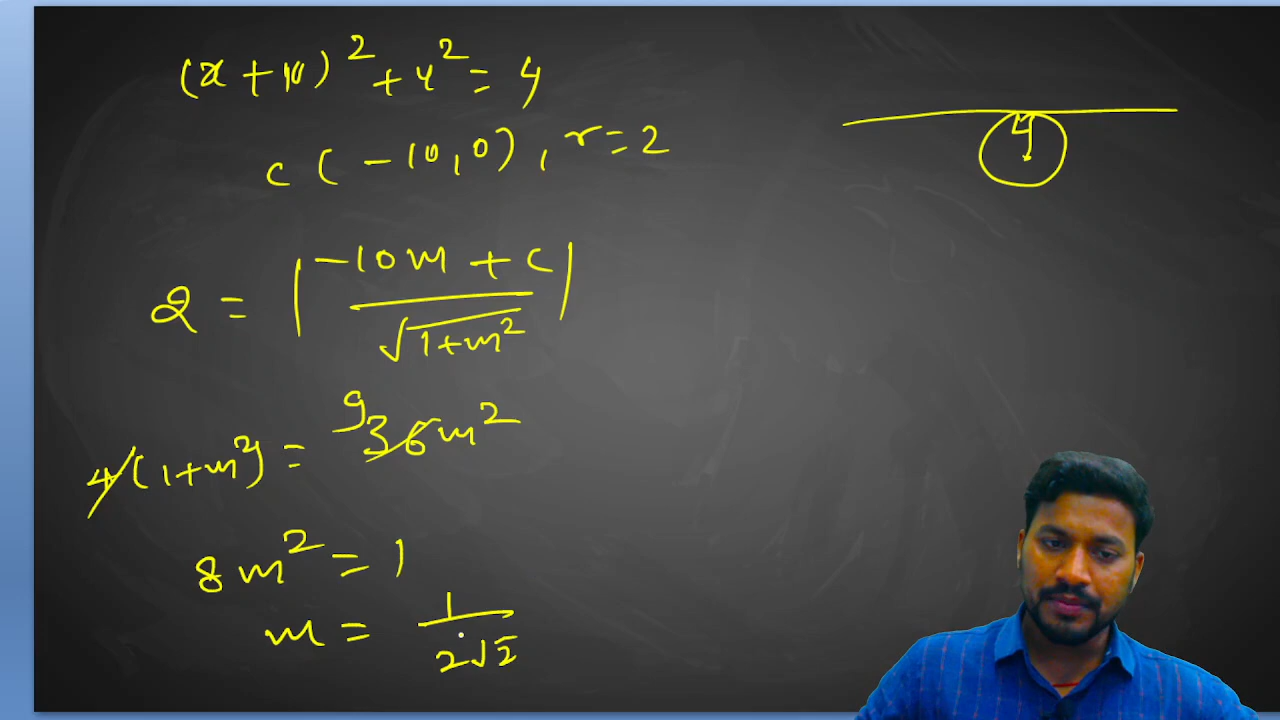 (x+10)² + y² = 4
C (-10, 0), r = 2
2 = | -10m + c / √1+m² |
4(1+m²) = 9 36m²
8m² = 1
m = 1/2√2